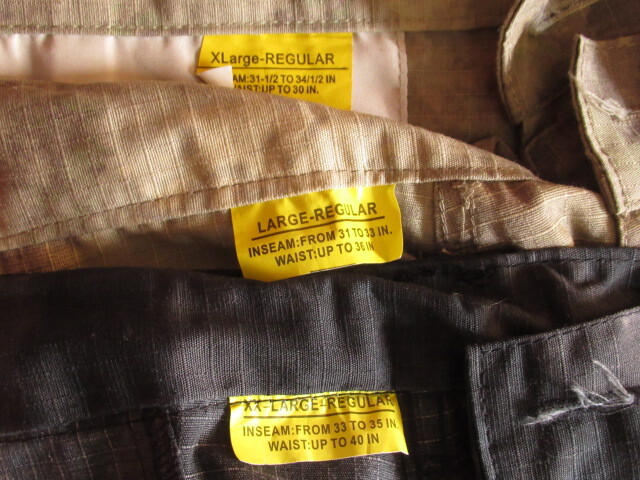 XLarge-REGULAR
AM:31-1/2 TO 34/1/2 IN
AIST:UP TO 30 IN.
LARGE-REGULAR
INSEAM:FROM 31 TO 33 IN.
WAIST:UP TO 36 IN
XX-LARGE-REGULAR
INSEAM:FROM 33 TO 35 IN.
WAIST:UP TO 40 IN